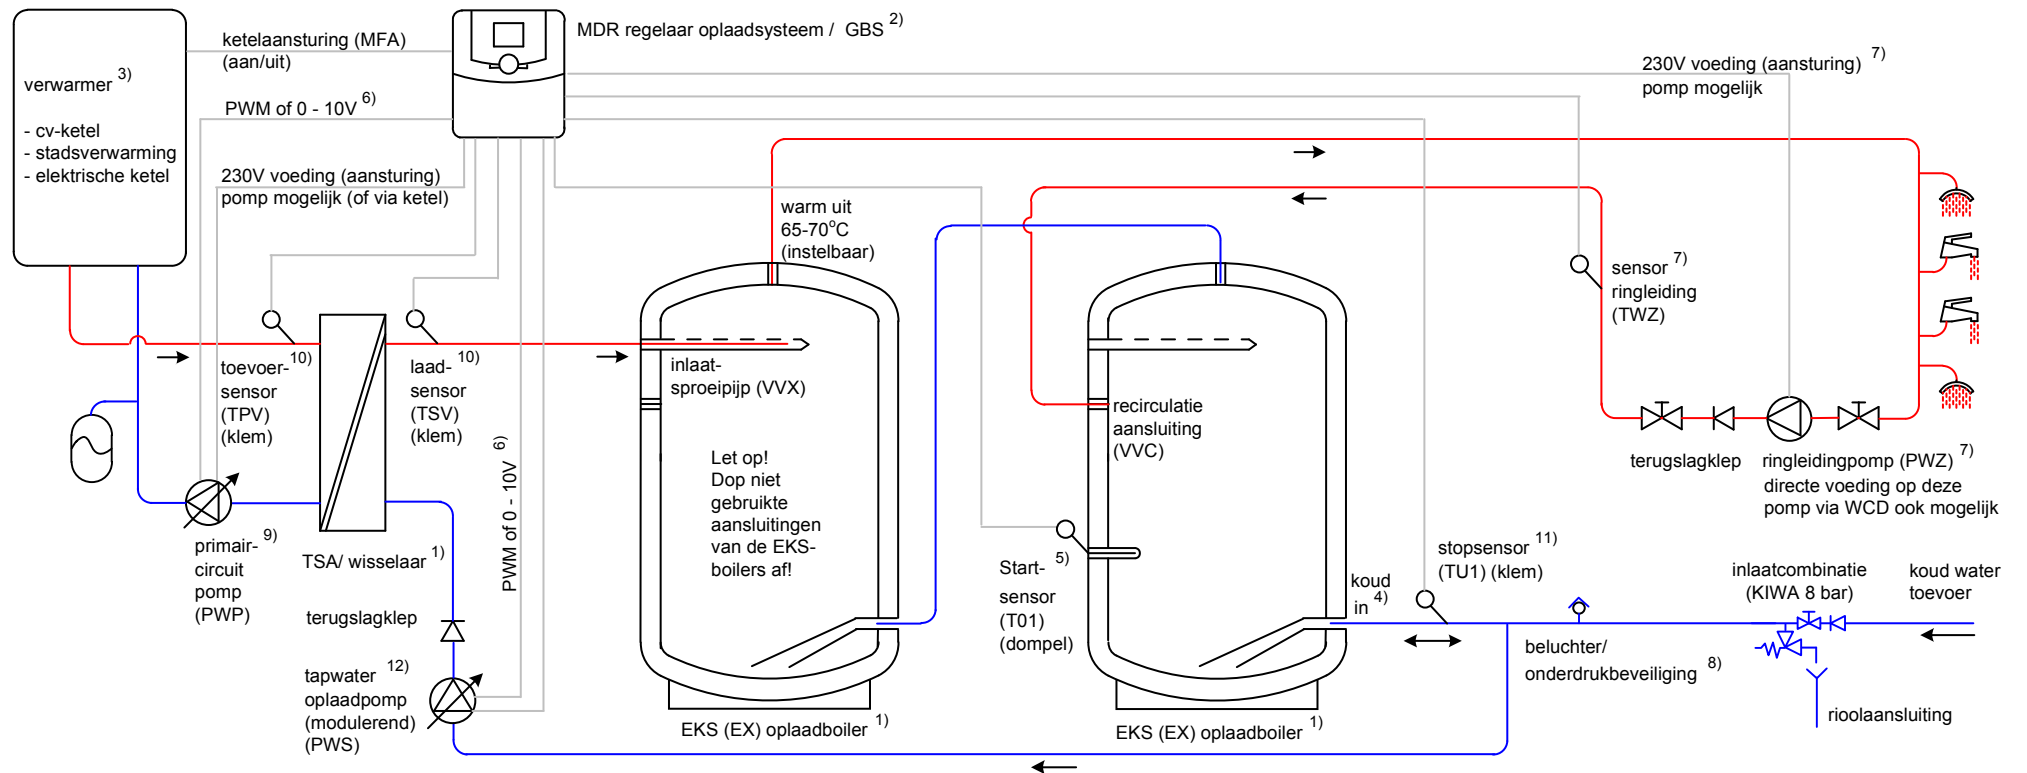 verwarmer 3)
- cv-ketel
- stadsverwarming
- elektrische ketel
ketelaansturing (MFA)
(aan/uit)
PWM of 0 - 10V 6)
230V voeding (aansturing)
pomp mogelijk (of via ketel)
MDR regelaar oplaadsysteem / GBS 2)
230V voeding (aansturing) 7)
pomp mogelijk
warm uit
65-70°C
(instelbaar)
sensor 7)
ringleiding
(TWZ)
toevoer- 10)
sensor
(TPV)
(klem)
laad- 10)
sensor
(TSV)
(klem)
inlaat-
sproeipijp (VVX)
recirculatie
aansluiting
(VVC)
Let op!
Dop niet
gebruikte
aansluitingen
van de EKS-
boilers af!
terugslagklep
ringleidingpomp (PWZ) 7)
directe voeding op deze
pomp via WCD ook mogelijk
primair- 9)
circuit
pomp
(PWP)
TSA/ wisselaar 1)
PWM of 0 - 10V 6)
Start- 5)
sensor
(T01)
(dompel)
koud
in 4)
stopsensor 11)
(TU1) (klem)
inlaatcombinatie
(KIWA 8 bar)
koud water
toevoer
terugslagklep
tapwater 12)
oplaadpomp
(modulerend)
(PWS)
beluchter/
onderdrukbeveiliging 8)
rioolaansluiting
EKS (EX) oplaadboiler 1)
EKS (EX) oplaadboiler 1)